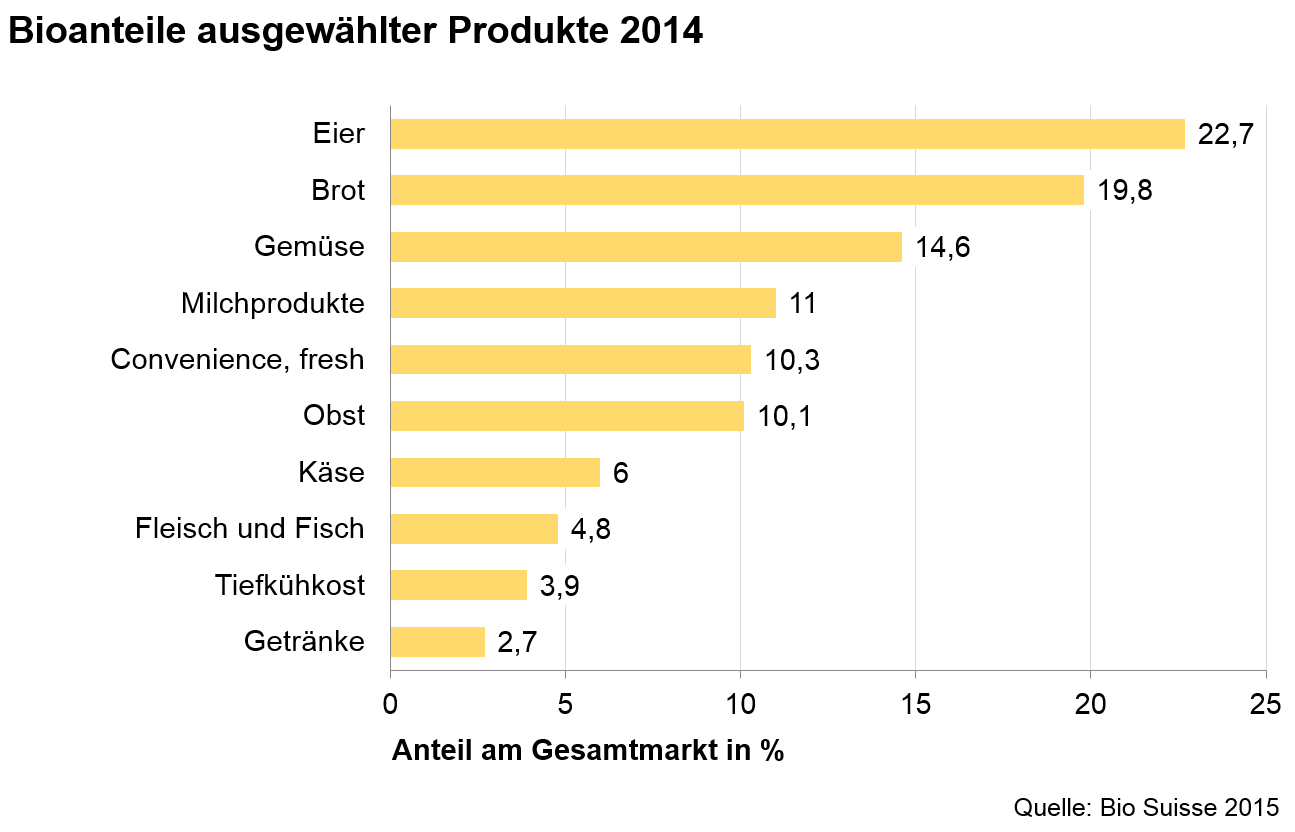 Bioanteile ausgewählter Produkte 2014
Eier 22,7
Brot 19,8
Gemüse 14,6
Milchprodukte 11
Convenience, fresh 10,3
Obst 10,1
Käse 6
Fleisch und Fisch 4,8
Tiefkühkost 3,9
Getränke 2,7
0 5 10 15 20 25
Anteil am Gesamtmarkt in %
Quelle: Bio Suisse 2015